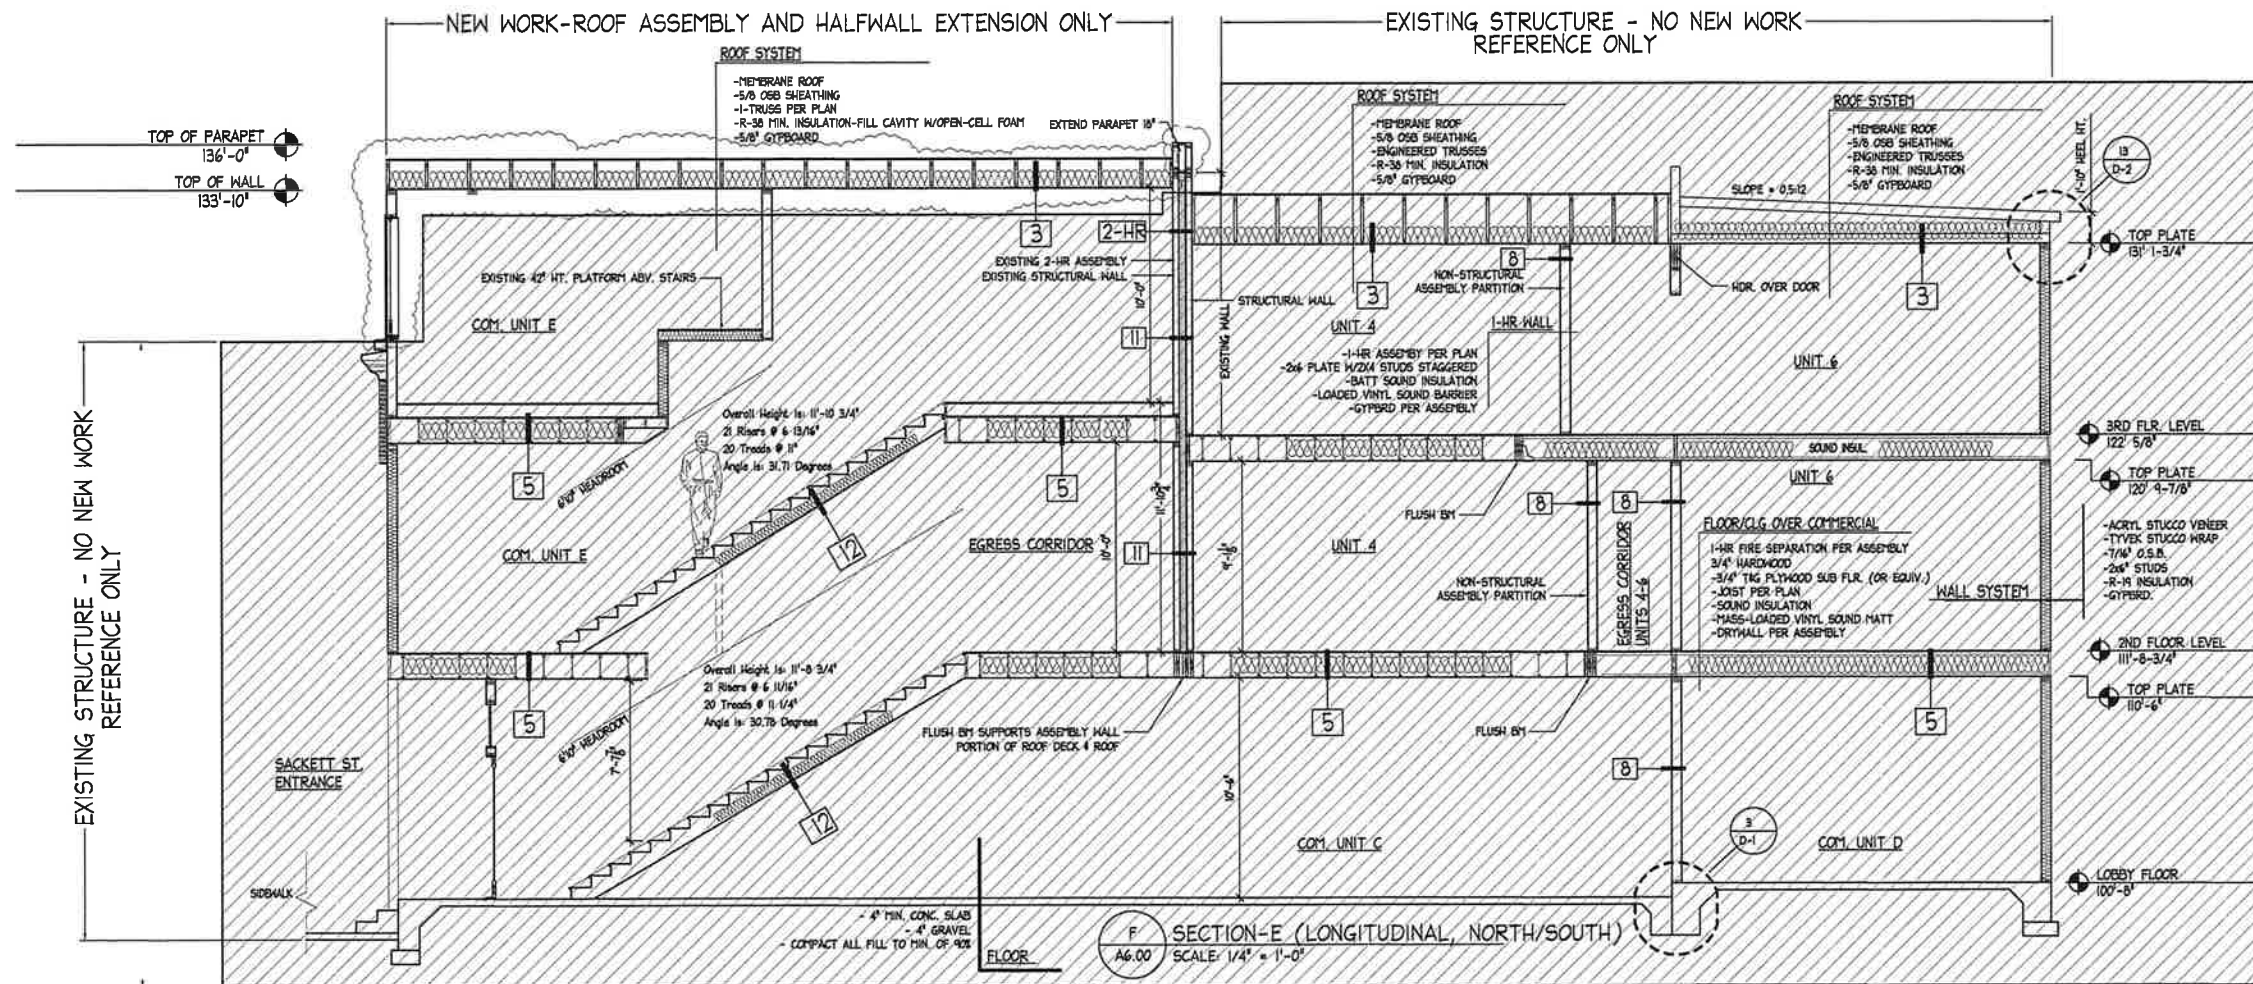 NEW WORK-ROOF ASSEMBLY AND HALFWALL EXTENSION ONLY
EXISTING STRUCTURE - NO NEW WORK
REFERENCE ONLY
ROOF SYSTEM
-MEMBRANE ROOF
-5/8 OSB SHEATHING
-I-TRUSS PER PLAN
-R-38 MIN. INSULATION-FILL CAVITY W/OPEN-CELL FOAM
-5/8" GYPBOARD
EXTEND PARAPET 18"
ROOF SYSTEM
-MEMBRANE ROOF
-5/8 OSB SHEATHING
-ENGINEERED TRUSSES
-R-38 MIN. INSULATION
-5/8" GYPBOARD
ROOF SYSTEM
-MEMBRANE ROOF
-5/8 OSB SHEATHING
-ENGINEERED TRUSSES
-R-38 MIN. INSULATION
-5/8" GYPBOARD
1'-10" HEEL HT.
13
D-2
TOP OF PARAPET
136'-0"
TOP OF WALL
133'-10"
SLOPE = 0.5:12
3
2-HR
EXISTING 2-HR ASSEMBLY
EXISTING STRUCTURAL WALL
10'-0"
STRUCTURAL WALL
EXISTING WALL
11
3
8
NON-STRUCTURAL
ASSEMBLY PARTITION
HDR. OVER DOOR
3
TOP PLATE
131' 1-3/4"
EXISTING 42" HT. PLATFORM ABV. STAIRS
COM. UNIT E
UNIT 4
1-HR WALL
-1-HR ASSEMBY PER PLAN
-2x6 PLATE W/2X4 STUDS STAGGERED
-BATT SOUND INSULATION
-LOADED VINYL SOUND BARRIER
-GYPBRD PER ASSEMBLY
UNIT 6
EXISTING STRUCTURE - NO NEW WORK
REFERENCE ONLY
Overall Height is: 11'-10 3/4"
21 Risers @ 6 13/16"
20 Treads @ 11"
Angle is: 31.71 Degrees
6'10" HEADROOM
5
5
12
COM. UNIT E
EGRESS CORRIDOR
10'-0"
11'-10 3/4"
11
9'-1 1/8"
FLUSH BM
8
8
SOUND INSUL.
UNIT 6
3RD FLR. LEVEL
122' 5/8"
TOP PLATE
120' 9-7/8"
UNIT 4
NON-STRUCTURAL
ASSEMBLY PARTITION
EGRESS CORRIDOR
UNITS 4-6
FLOOR/CLG OVER COMMERCIAL
1-HR FIRE SEPARATION PER ASSEMBLY
3/4" HARDWOOD
-3/4" T&G PLYWOOD SUB FLR. (OR EQUIV.)
-JOIST PER PLAN
-SOUND INSULATION
-MASS-LOADED VINYL SOUND MATT
-DRYWALL PER ASSEMBLY
WALL SYSTEM
-ACRYL STUCCO VENEER
-TYVEK STUCCO WRAP
-7/16" O.S.B.
-2x6" STUDS
-R-19 INSULATION
-GYPBRD.
2ND FLOOR LEVEL
111'-8-3/4"
TOP PLATE
110'-6"
Overall Height is: 11'-8 3/4"
21 Risers @ 6 11/16"
20 Treads @ 11 1/4"
Angle is: 30.78 Degrees
6'10" HEADROOM
5
12
FLUSH BM SUPPORTS ASSEMBLY WALL
PORTION OF ROOF DECK & ROOF
5
FLUSH BM
5
8
10'-6"
SACKETT ST.
ENTRANCE
SIDEWALK
COM. UNIT C
3
D-1
COM. UNIT D
LOBBY FLOOR
100'-8"
- 4" MIN. CONC. SLAB
- 4" GRAVEL
- COMPACT ALL FILL TO MIN. OF 90%
FLOOR
F
A6.00
SECTION-E (LONGITUDINAL, NORTH/SOUTH)
SCALE: 1/4" = 1'-0"